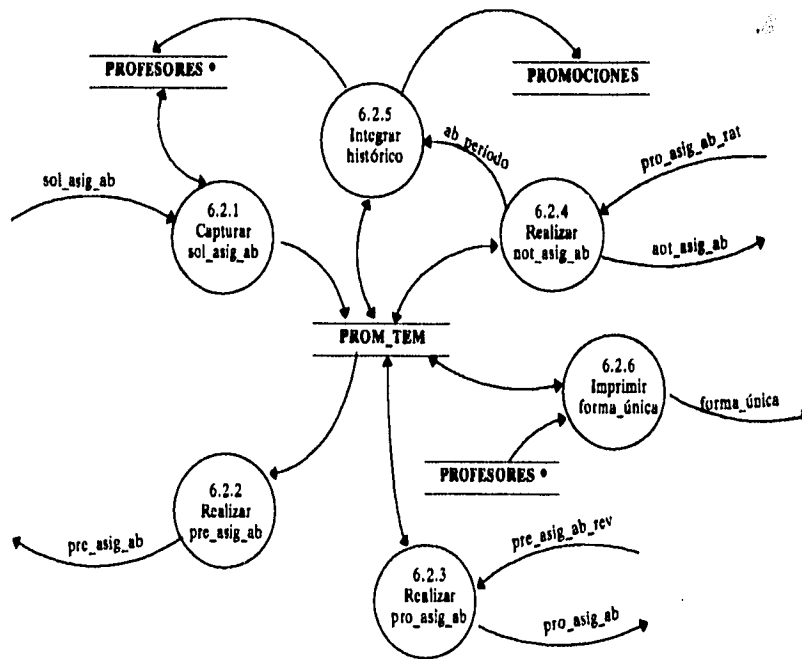 PROFESORES *
PROMOCIONES
6.2.5
Integrar
histórico
ab_período
pro_asig_ab_rat
sol_asig_ab
6.2.1
Capturar
sol_asig_ab
6.2.4
Realizar
not_asig_ab
not_asig_ab
PROM_TEM
6.2.6
Imprimir
forma_única
forma_única
PROFESORES *
6.2.2
Realizar
pre_asig_ab
pre_asig_ab
pre_asig_ab_rev
6.2.3
Realizar
pro_asig_ab
pro_asig_ab